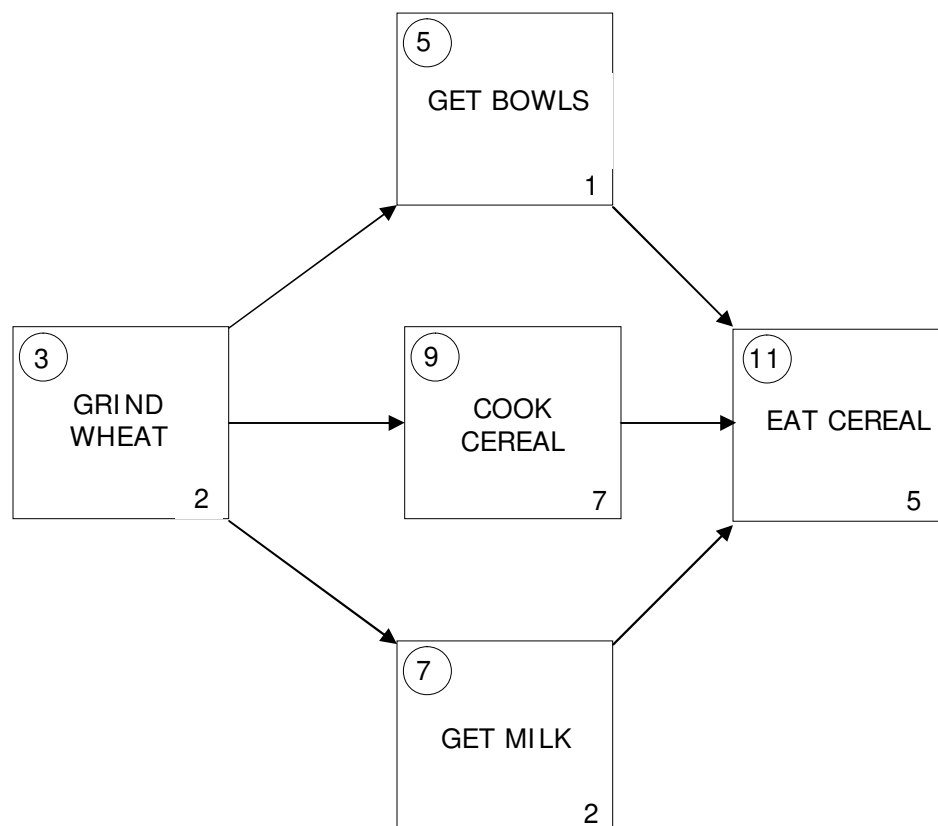 5
GET BOWLS
1
3
GRIND
WHEAT
2
9
COOK
CEREAL
7
11
EAT CEREAL
5
7
GET MILK
2